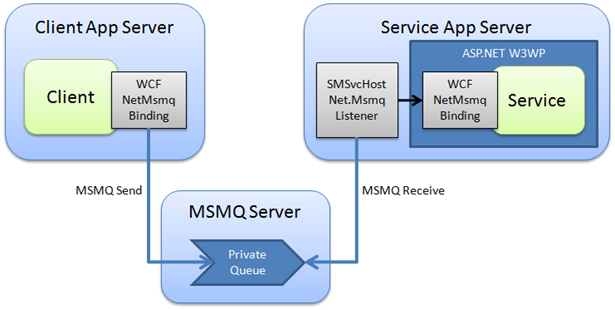 Client App Server
Client
WCF
NetMsmq
Binding
Service App Server
ASP.NET W3WP
SMSvcHost
Net.Msmq
Listener
WCF
NetMsmq
Binding
Service
MSMQ Send
MSMQ Receive
MSMQ Server
Private
Queue